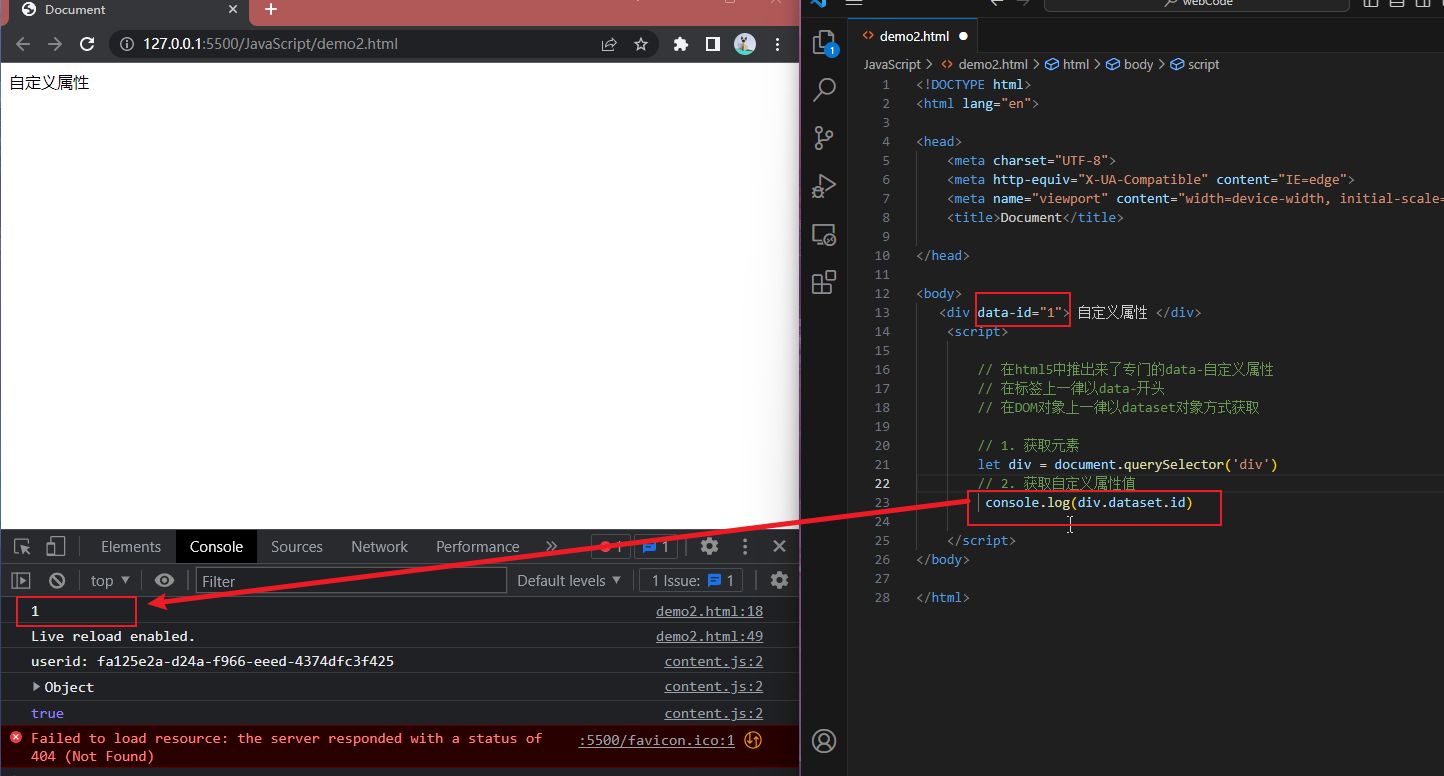 Document
127.0.0.1:5500/JavaScript/demo2.html
自定义属性
Elements
Console
Sources
Network
Performance
1
1
top
Filter
Default levels
1 Issue:
1
1
demo2.html:18
Live reload enabled.
demo2.html:49
userid: fa125e2a-d24a-f966-eeed-4374dfc3f425
content.js:2
Object
content.js:2
true
content.js:2
Failed to load resource: the server responded with a status of
:5500/favicon.ico:1
404 (Not Found)
webCode
1
demo2.html
JavaScript > demo2.html > html > body > script
1 <!DOCTYPE html>
2 <html lang="en">
3
4 <head>
5 <meta charset="UTF-8">
6 <meta http-equiv="X-UA-Compatible" content="IE=edge">
7 <meta name="viewport" content="width=device-width, initial-scale=
8 <title>Document</title>
9
10 </head>
11
12 <body>
13 <div data-id="1"> 自定义属性 </div>
14 <script>
15
16 // 在html5中推出来了专门的data-自定义属性
17 // 在标签上一律以data-开头
18 // 在DOM对象上一律以dataset对象方式获取
19
20 // 1. 获取元素
21 let div = document.querySelector('div')
22 // 2. 获取自定义属性值
23 console.log(div.dataset.id)
24
25 </script>
26 </body>
27
28 </html>